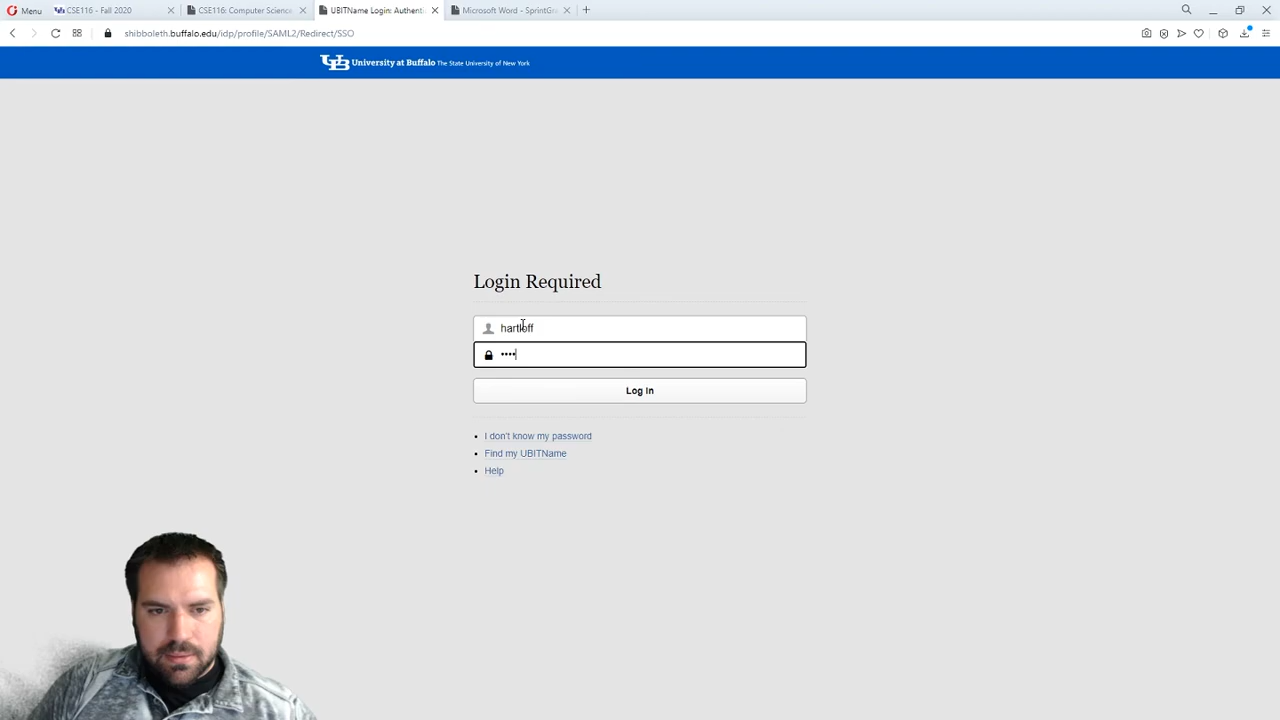 Menu
CSE116 - Fall 2020
CSE116: Computer Science
UBITName Login: Authenti
Microsoft Word - SprintGra
shibboleth.buffalo.edu/idp/profile/SAML2/Redirect/SSO
University at Buffalo The State University of New York
Login Required
hartloff
••••
Log In
I don't know my password
Find my UBITName
Help